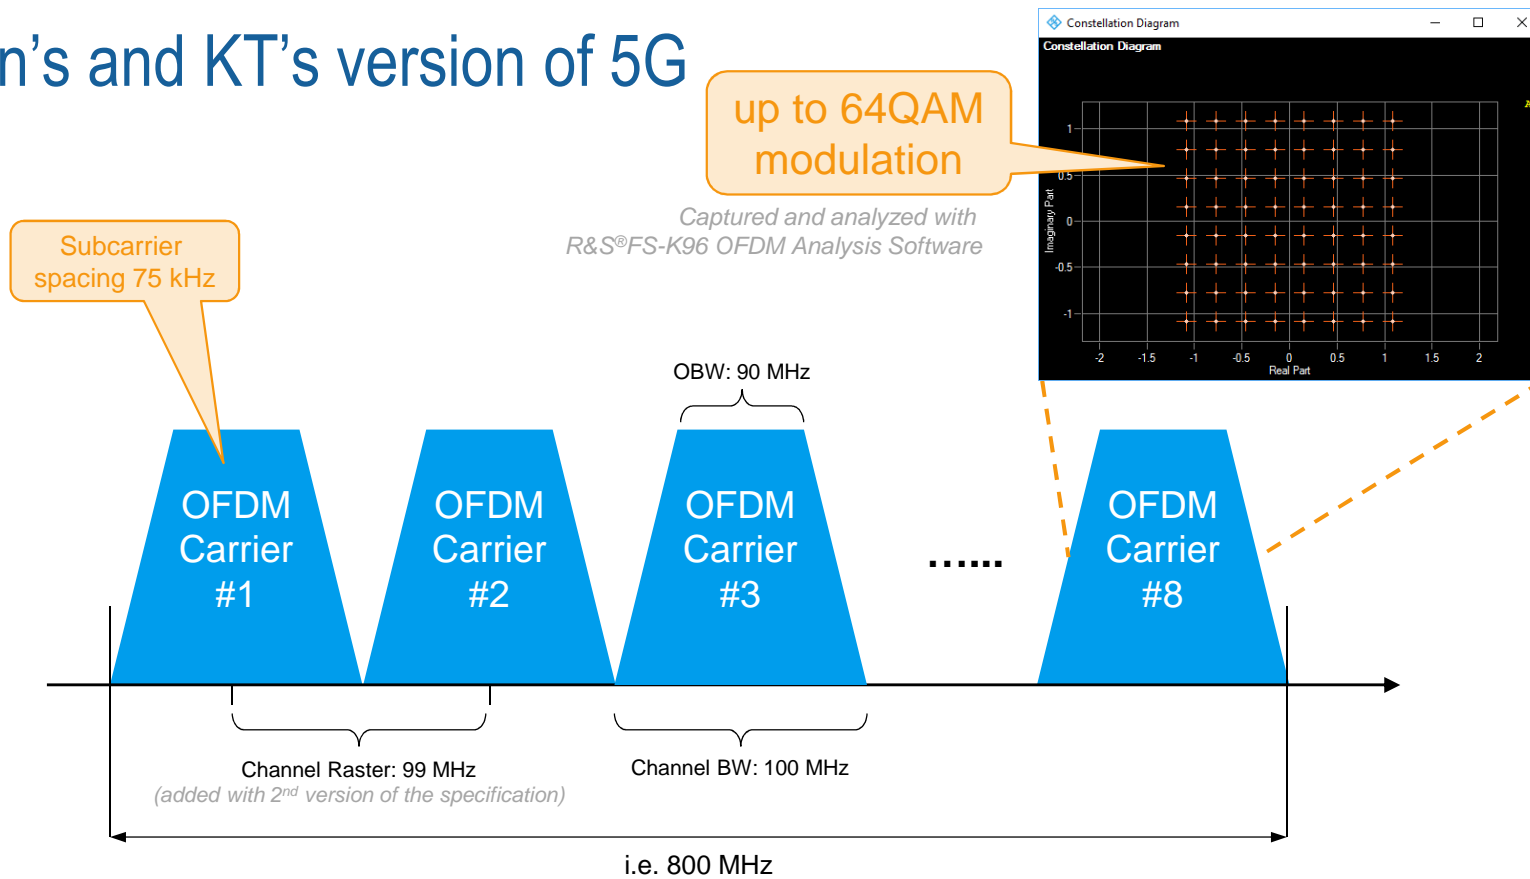 n's and KT's version of 5G
Constellation Diagram
Constellation Diagram
up to 64QAM
modulation
Captured and analyzed with
R&S®FS-K96 OFDM Analysis Software
Subcarrier
spacing 75 kHz
1
0.5
0
-0.5
-1
Imaginary Part
-2 -1.5 -1 -0.5 0 0.5 1 1.5 2
Real Part
OBW: 90 MHz
OFDM
Carrier
#1
OFDM
Carrier
#2
OFDM
Carrier
#3
......
OFDM
Carrier
#8
Channel Raster: 99 MHz
(added with 2nd version of the specification)
Channel BW: 100 MHz
i.e. 800 MHz